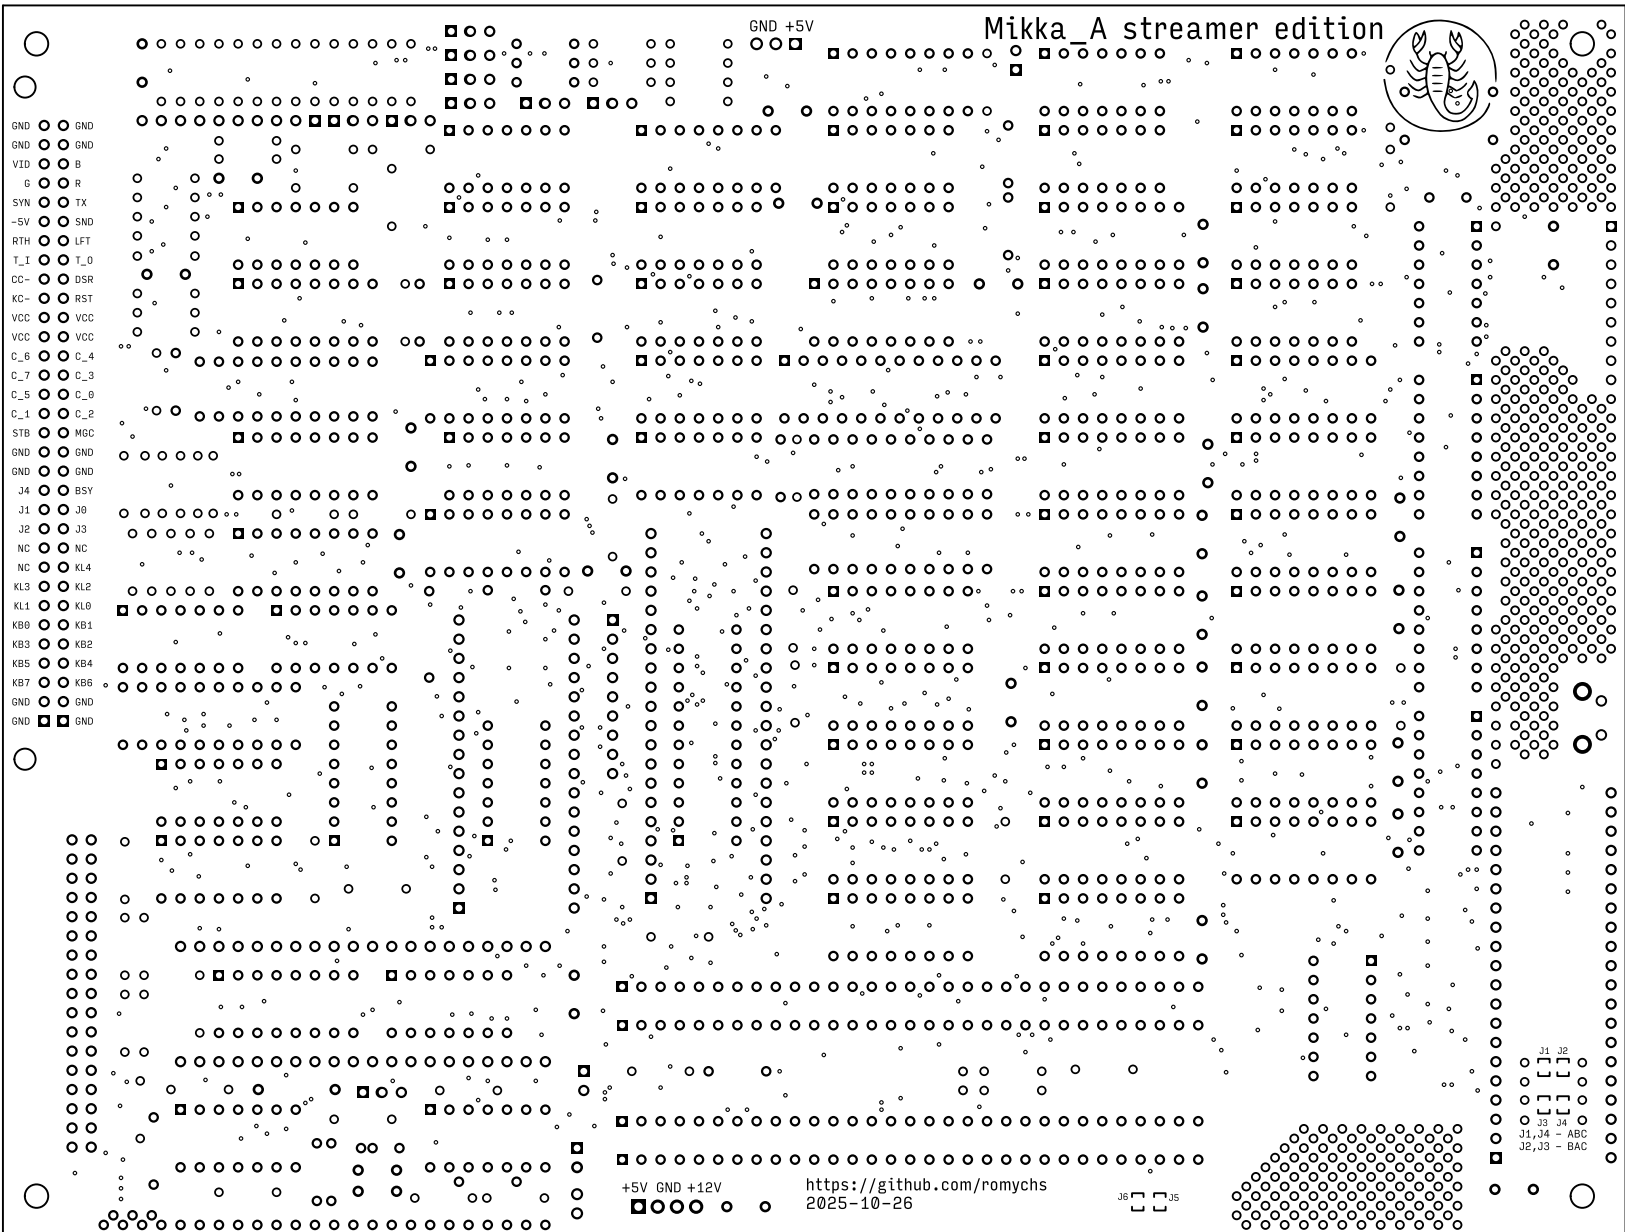 GND +5V
Mikka_A streamer edition
GND GND
GND GND
VID B
G R
SYN TX
-5V SND
RTH LFT
T_I T_O
CC- DSR
KC- RST
VCC VCC
VCC VCC
C_6 C_4
C_7 C_3
C_5 C_0
C_1 C_2
STB MGC
GND GND
GND GND
J4 BSY
J1 J0
J2 J3
NC NC
NC KL4
KL3 KL2
KL1 KL0
KB0 KB1
KB3 KB2
KB5 KB4
KB7 KB6
GND GND
GND GND
J1 J2
J3 J4
J1,J4 - ABC
J2,J3 - BAC
+5V GND +12V
https://github.com/romychs
2025-10-26
J6 J5